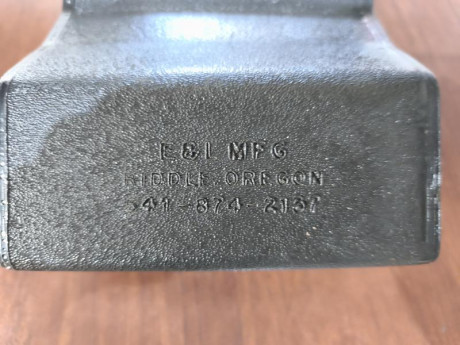 E&I MFG
RIDDLE, OREGON
541-874-2137